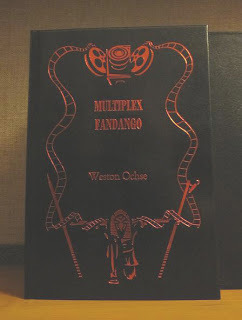 MULTIPLEX
FANDANGO
Weston Ochse